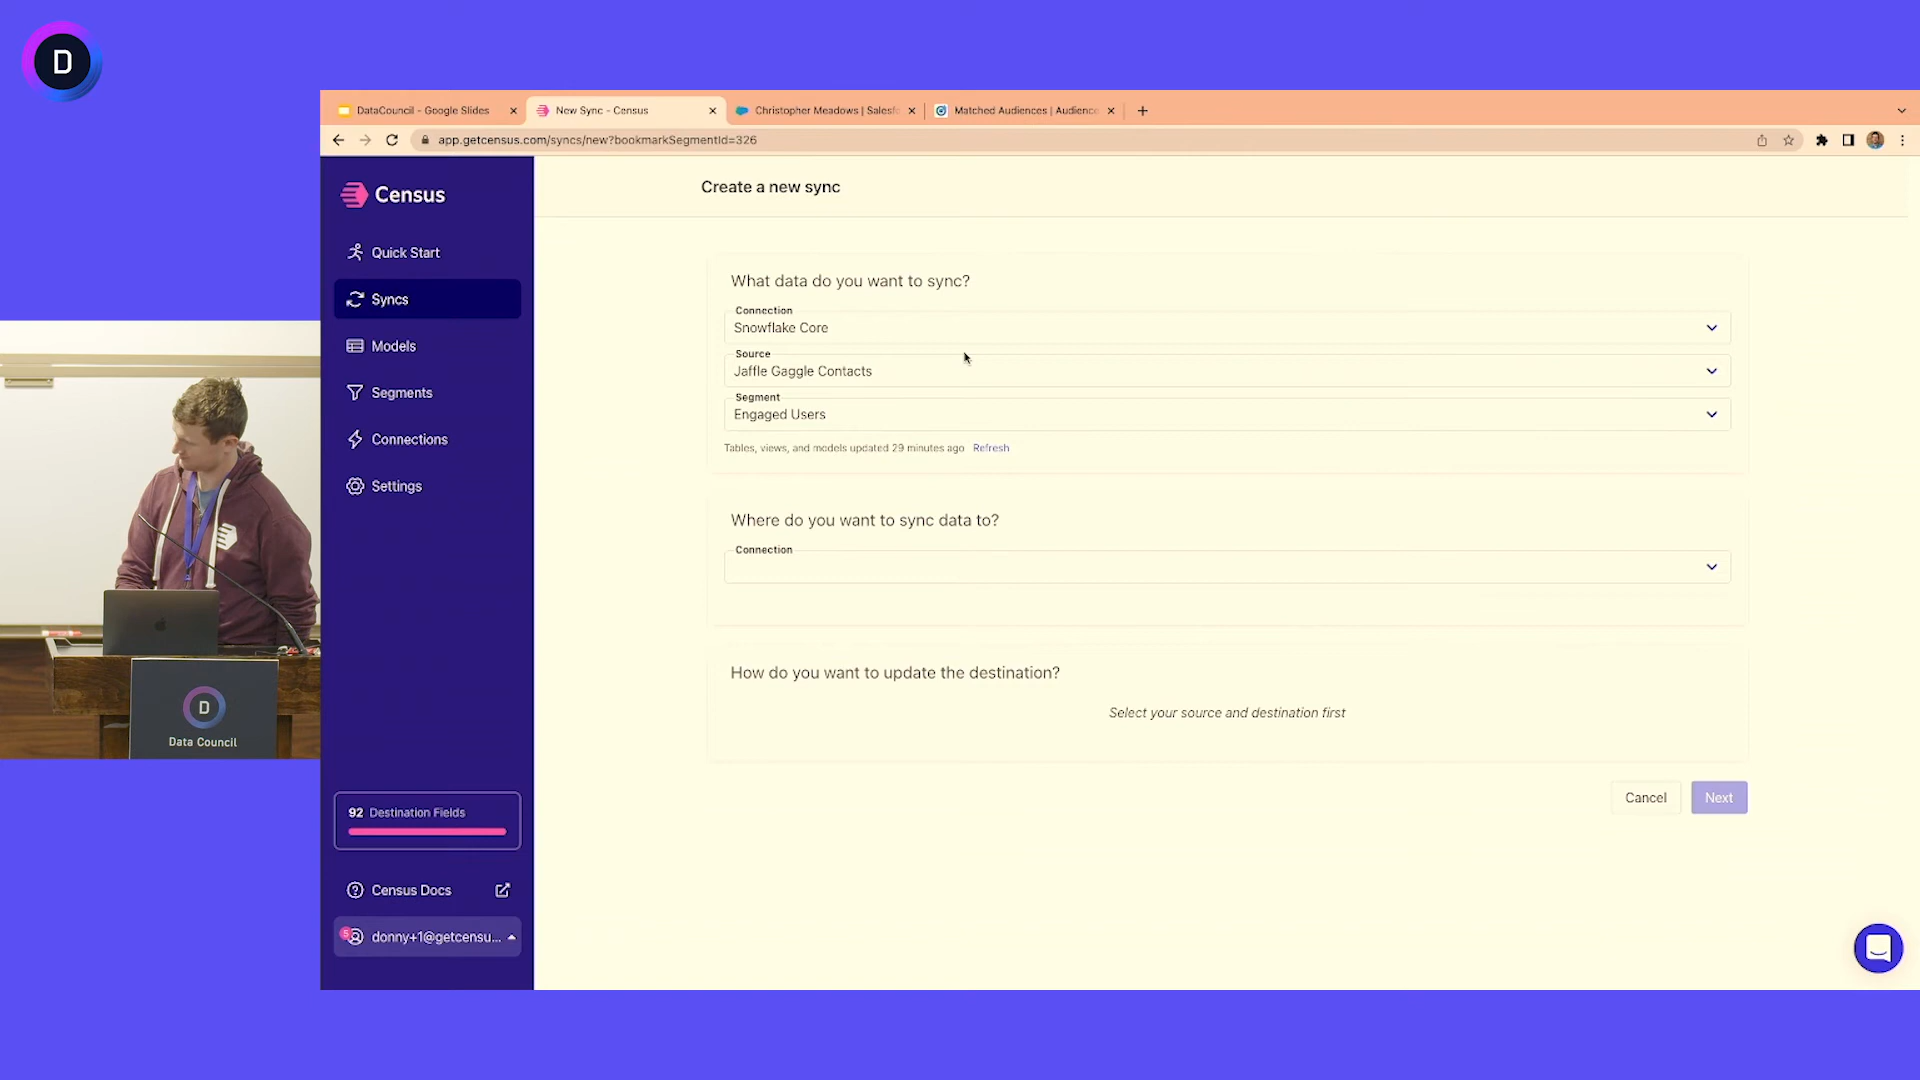 D
DataCouncil - Google Slides
New Sync - Census
Christopher Meadows | Salesfo
Matched Audiences | Audience
app.getcensus.com/syncs/new?bookmarkSegmentId=326
Census
Create a new sync
Quick Start
Syncs
Models
Segments
Connections
Settings
What data do you want to sync?
Connection
Snowflake Core
Source
Jaffle Gaggle Contacts
Segment
Engaged Users
Tables, views, and models updated 29 minutes ago Refresh
Where do you want to sync data to?
Connection
How do you want to update the destination?
Select your source and destination first
Cancel
Next
92 Destination Fields
Census Docs
5
donny+1@getcensu...
D
Data Council